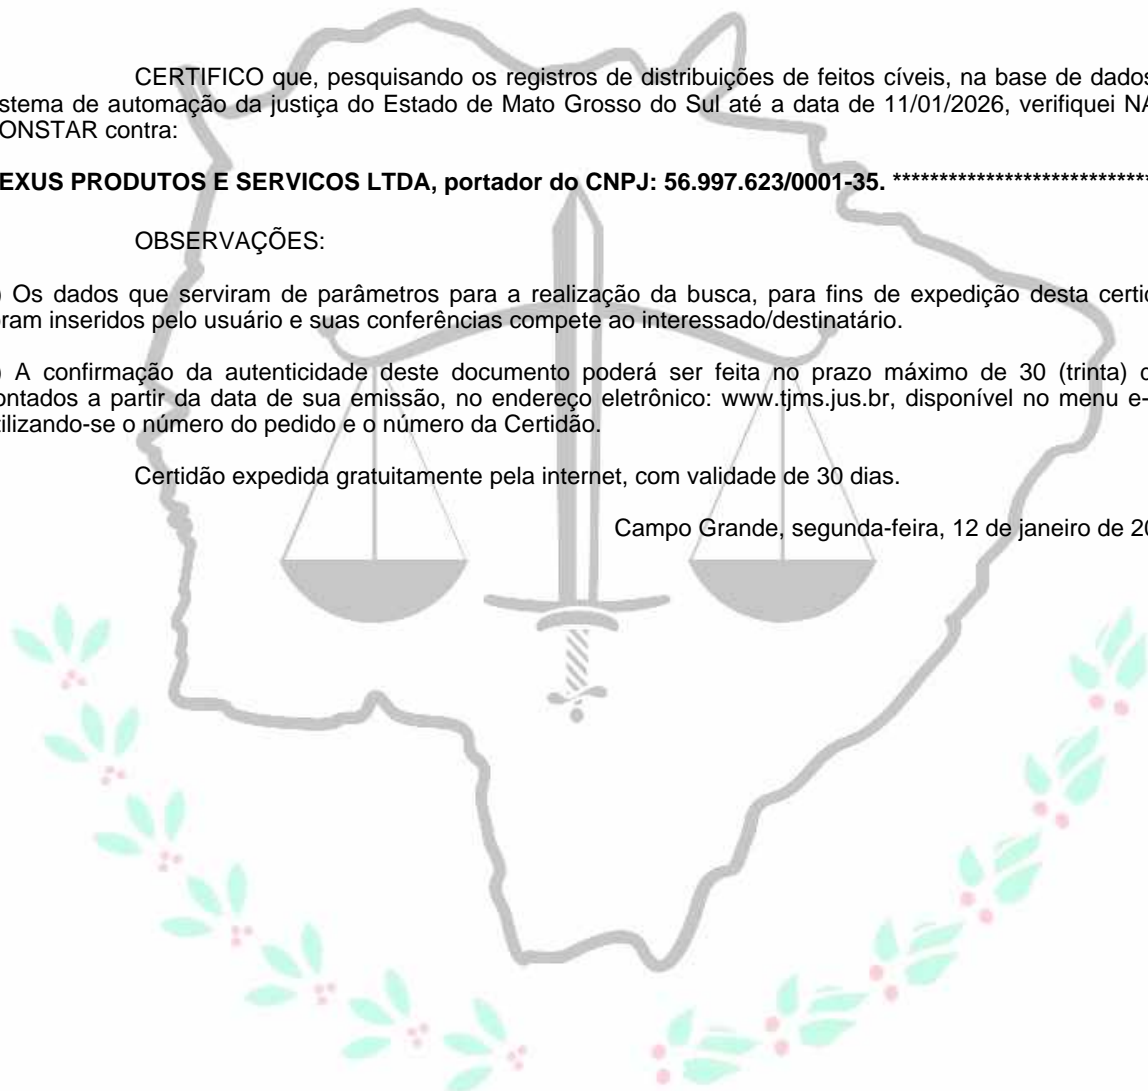 CERTIFICO que, pesquisando os registros de distribuições de feitos cíveis, na base de dados
stema de automação da justiça do Estado de Mato Grosso do Sul até a data de 11/01/2026, verifiquei NA
ONSTAR contra:
EXUS PRODUTOS E SERVICOS LTDA, portador do CNPJ: 56.997.623/0001-35. ****************************
OBSERVAÇÕES:
) Os dados que serviram de parâmetros para a realização da busca, para fins de expedição desta certid
oram inseridos pelo usuário e suas conferências compete ao interessado/destinatário.
) A confirmação da autenticidade deste documento poderá ser feita no prazo máximo de 30 (trinta) d
ontados a partir da data de sua emissão, no endereço eletrônico: www.tjms.jus.br, disponível no menu e-
tilizando-se o número do pedido e o número da Certidão.
Certidão expedida gratuitamente pela internet, com validade de 30 dias.
Campo Grande, segunda-feira, 12 de janeiro de 20